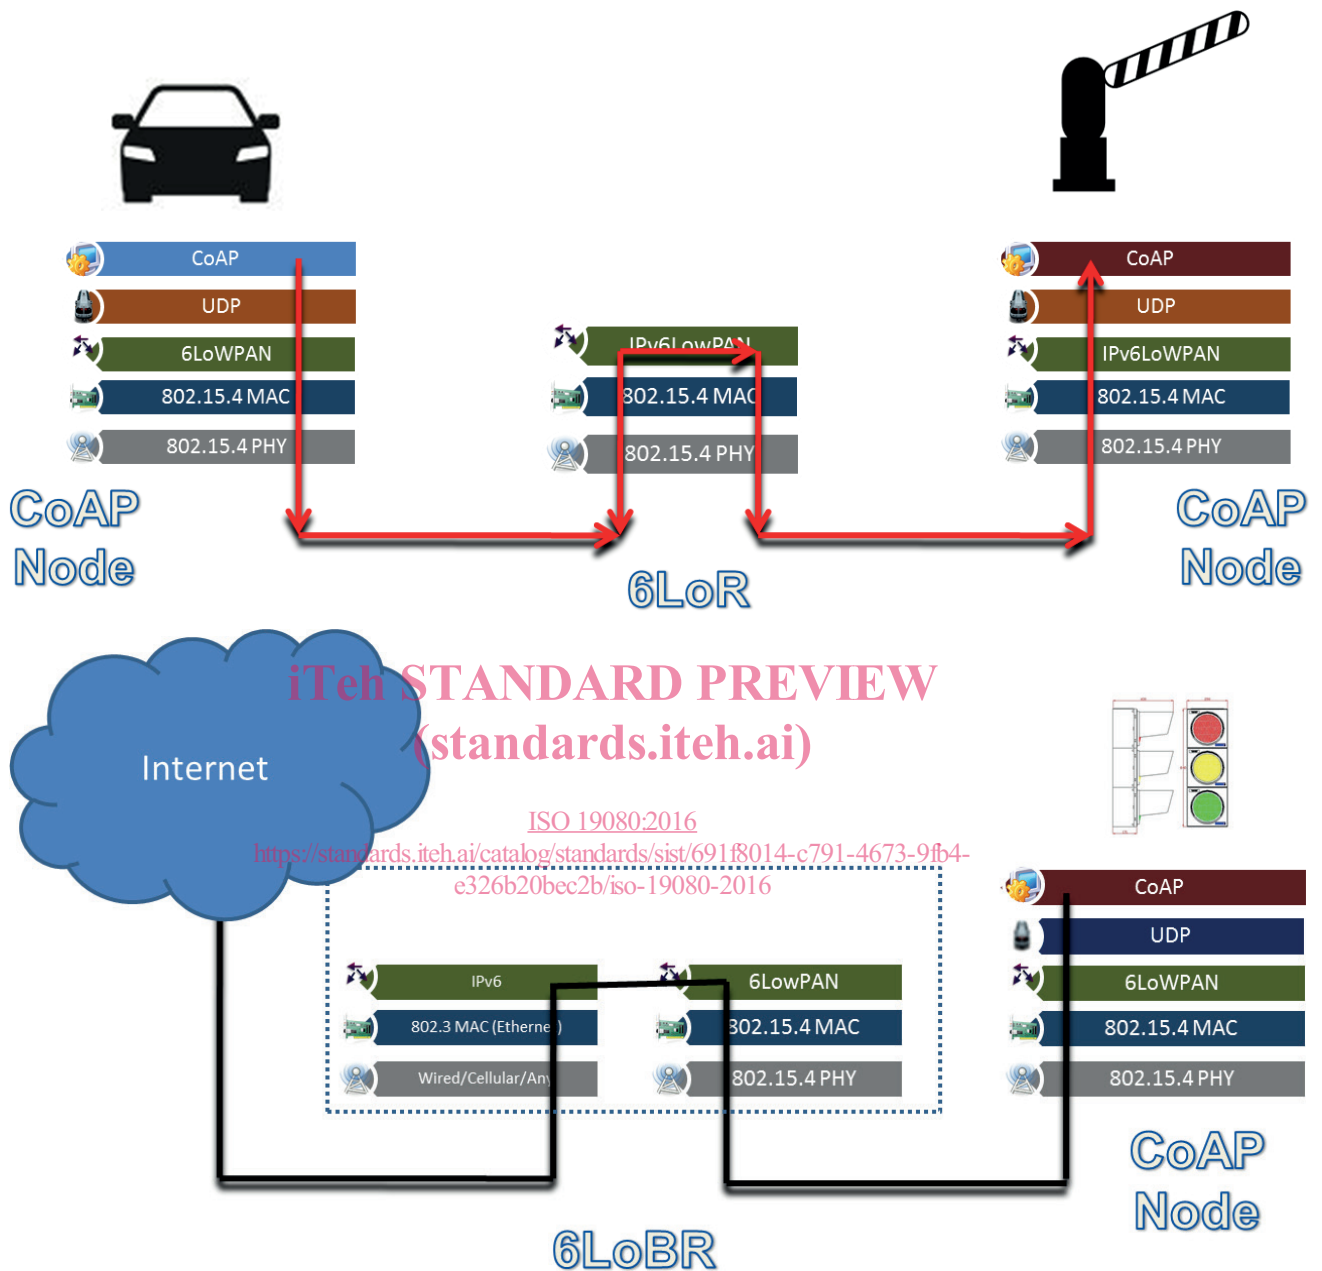 CoAP
UDP
6LoWPAN
802.15.4 MAC
802.15.4 PHY
CoAP
Node
IPv6LowPAN
802.15.4 MAC
802.15.4 PHY
6LoR
CoAP
UDP
IPv6LoWPAN
802.15.4 MAC
802.15.4 PHY
CoAP
Node
iTeh STANDARD PREVIEW
(standards.iteh.ai)
Internet
ISO 19080:2016
https://standards.iteh.ai/catalog/standards/sist/691f8014-c791-4673-9fb4-
e326b20bec2b/iso-19080-2016
IPv6
802.3 MAC (Ethernet)
Wired/Cellular/Any
6LowPAN
802.15.4 MAC
802.15.4 PHY
6LoBR
CoAP
UDP
6LoWPAN
802.15.4 MAC
802.15.4 PHY
CoAP
Node